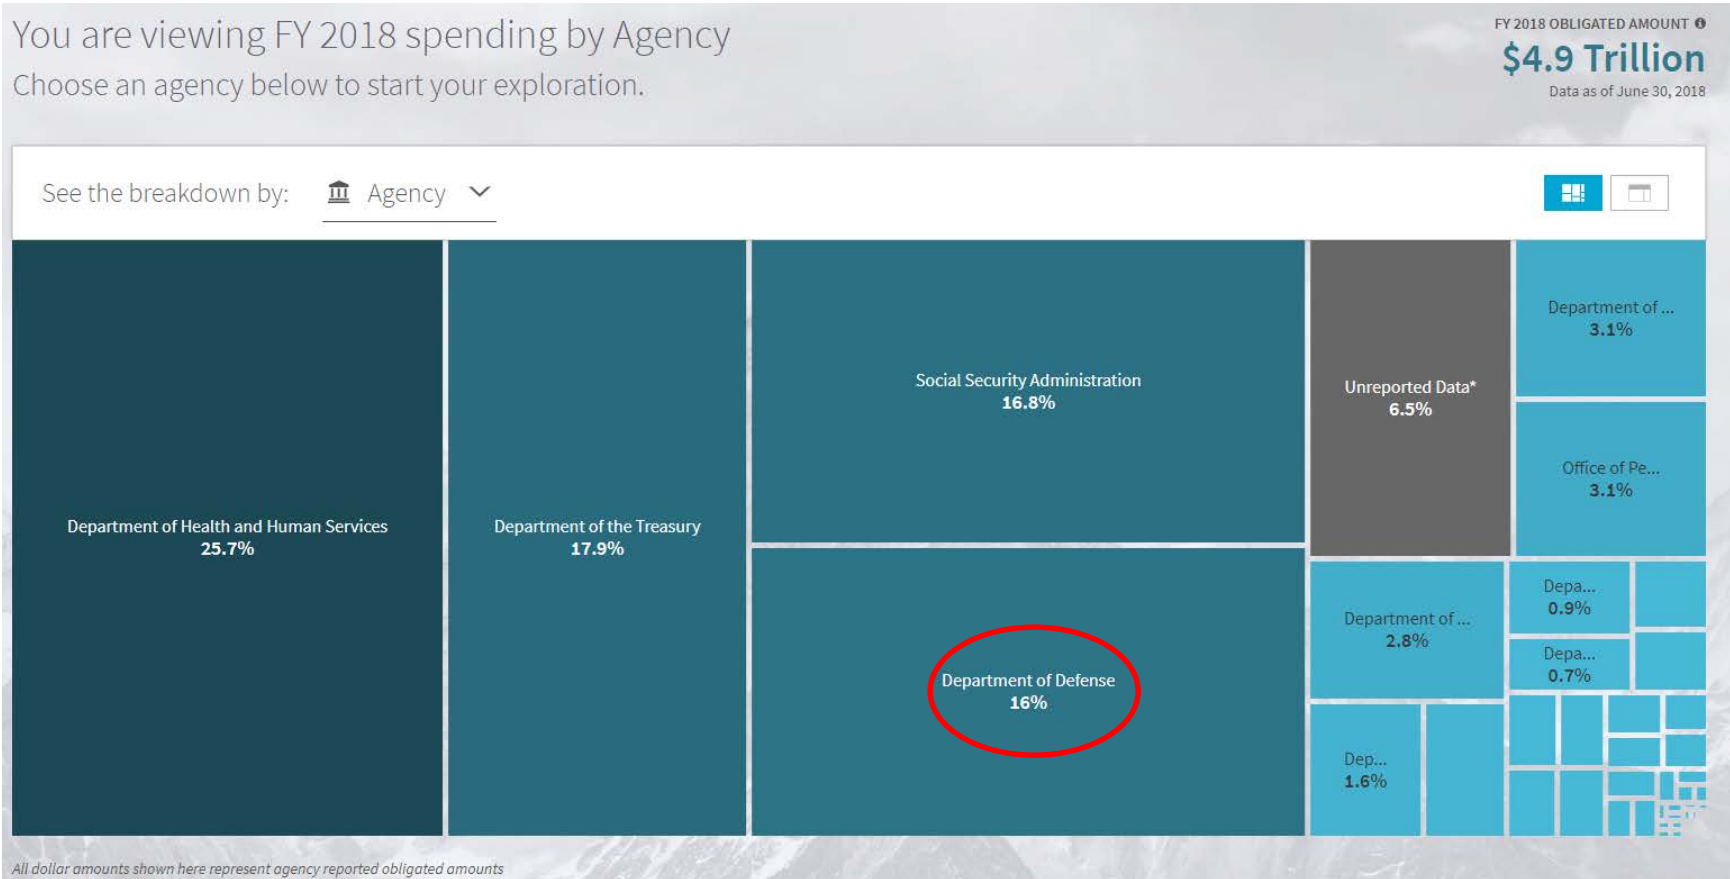 You are viewing FY 2018 spending by Agency
Choose an agency below to start your exploration.
FY 2018 OBLIGATED AMOUNT
$4.9 Trillion
Data as of June 30, 2018
See the breakdown by: Agency
Department of Health and Human Services
25.7%
Department of the Treasury
17.9%
Social Security Administration
16.8%
Department of Defense
16%
Unreported Data*
6.5%
Department of ...
3.1%
Office of Pe...
3.1%
Department of ...
2.8%
Depa...
0.9%
Depa...
0.7%
Dep...
1.6%
All dollar amounts shown here represent agency reported obligated amounts